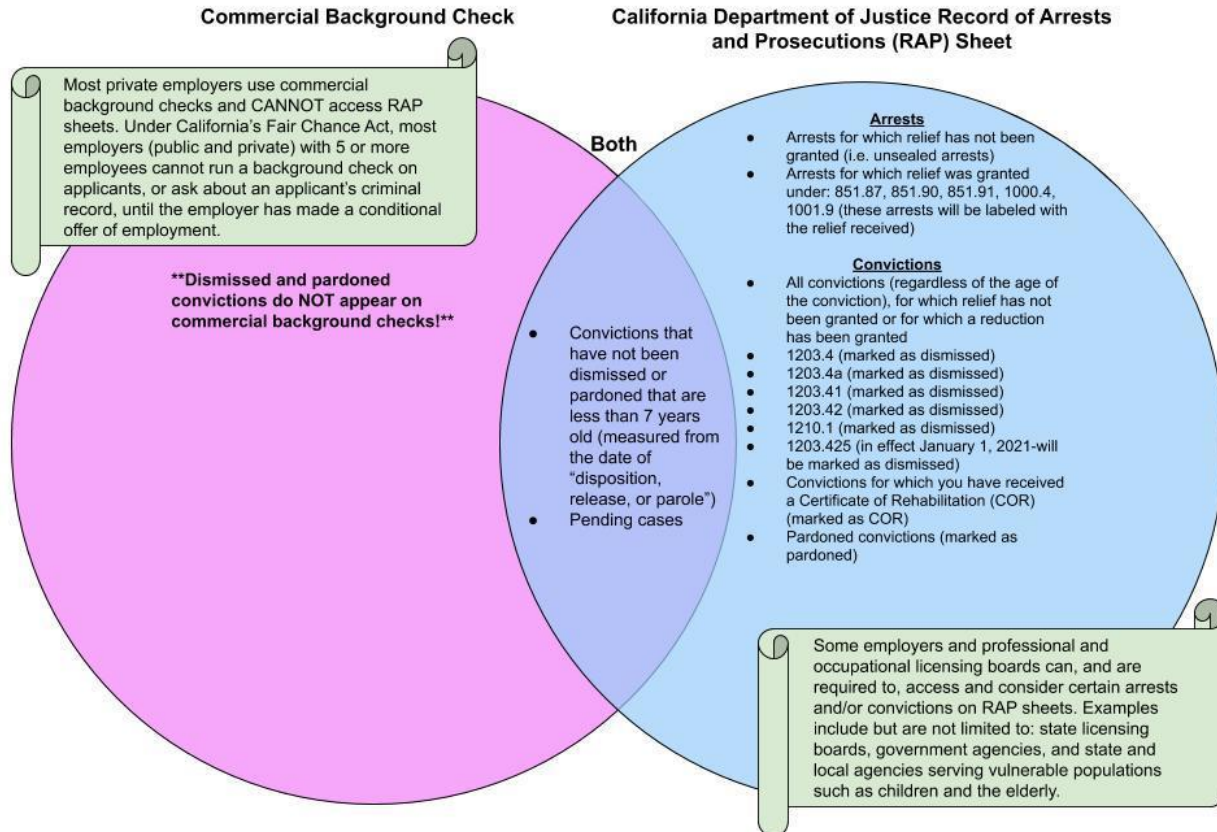 Commercial Background Check
California Department of Justice Record of Arrests
and Prosecutions (RAP) Sheet
Most private employers use commercial
background checks and CANNOT access RAP
sheets. Under California's Fair Chance Act, most
employers (public and private) with 5 or more
employees cannot run a background check on
applicants, or ask about an applicant's criminal
record, until the employer has made a conditional
offer of employment.
**Dismissed and pardoned
convictions do NOT appear on
commercial background checks!**
Both
● Convictions that
have not been
dismissed or
pardoned that are
less than 7 years
old (measured from
the date of
“disposition,
release, or parole”)
● Pending cases
Arrests
● Arrests for which relief has not been
granted (i.e. unsealed arrests)
● Arrests for which relief was granted
under: 851.87, 851.90, 851.91, 1000.4,
1001.9 (these arrests will be labeled with
the relief received)
Convictions
● All convictions (regardless of the age of
the conviction), for which relief has not
been granted or for which a reduction
has been granted
● 1203.4 (marked as dismissed)
● 1203.4a (marked as dismissed)
● 1203.41 (marked as dismissed)
● 1203.42 (marked as dismissed)
● 1210.1 (marked as dismissed)
● 1203.425 (in effect January 1, 2021-will
be marked as dismissed)
● Convictions for which you have received
a Certificate of Rehabilitation (COR)
(marked as COR)
● Pardoned convictions (marked as
pardoned)
Some employers and professional and
occupational licensing boards can, and are
required to, access and consider certain arrests
and/or convictions on RAP sheets. Examples
include but are not limited to: state licensing
boards, government agencies, and state and
local agencies serving vulnerable populations
such as children and the elderly.